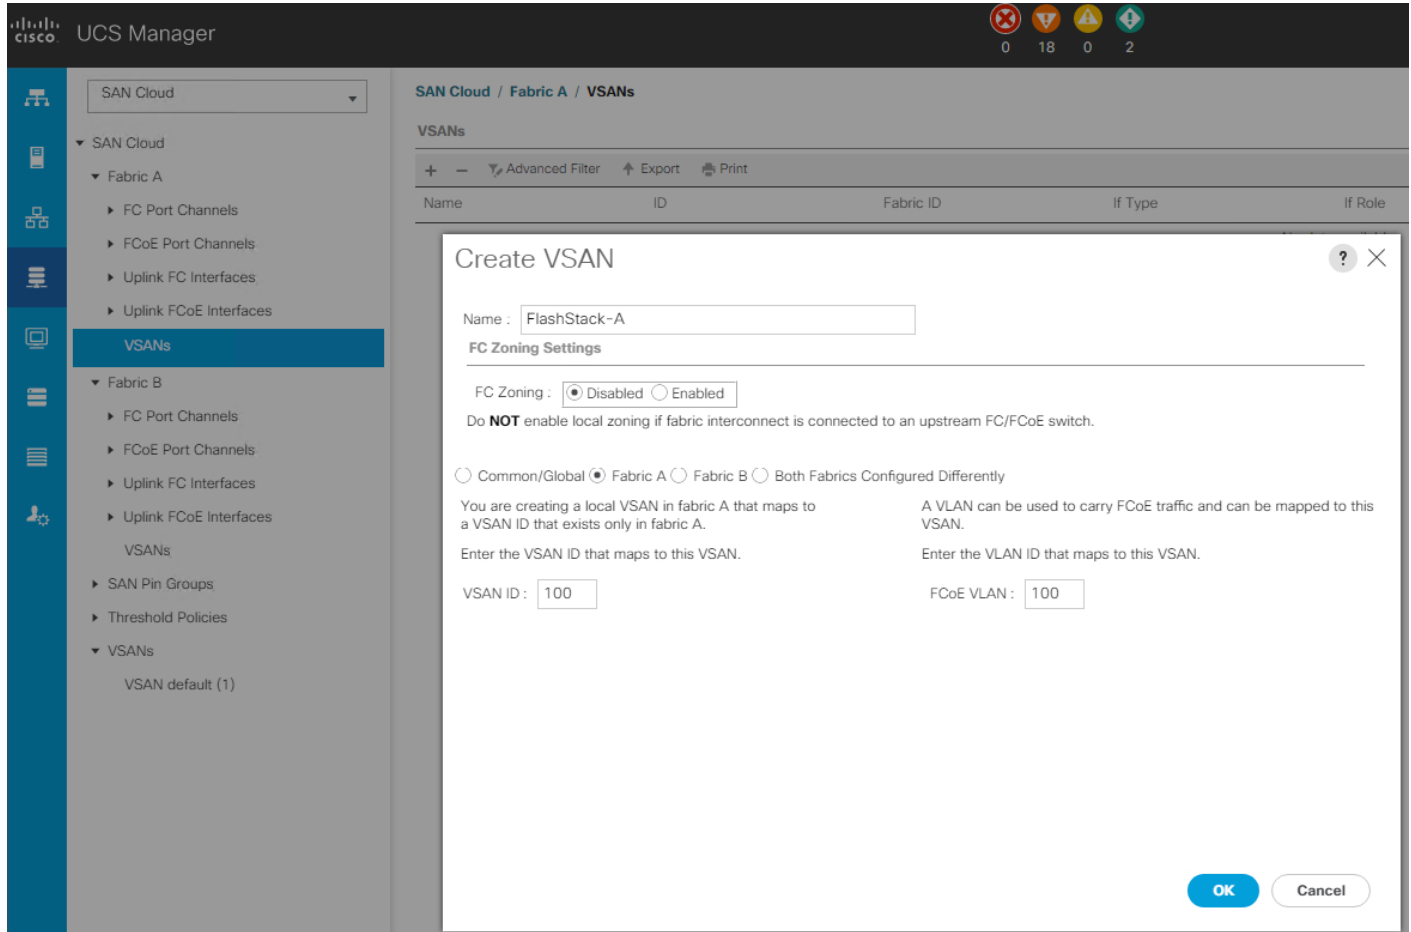 cisco. UCS Manager
0 18 0 2
SAN Cloud
SAN Cloud
Fabric A
FC Port Channels
FCoE Port Channels
Uplink FC Interfaces
Uplink FCoE Interfaces
VSANs
Fabric B
FC Port Channels
FCoE Port Channels
Uplink FC Interfaces
Uplink FCoE Interfaces
VSANs
SAN Pin Groups
Threshold Policies
VSANs
VSAN default (1)
SAN Cloud / Fabric A / VSANs
VSANs
+ − Advanced Filter Export Print
Name ID Fabric ID If Type If Role
Create VSAN ?
Name : FlashStack-A
FC Zoning Settings
FC Zoning : Disabled Enabled
Do NOT enable local zoning if fabric interconnect is connected to an upstream FC/FCoE switch.
Common/Global Fabric A Fabric B Both Fabrics Configured Differently
You are creating a local VSAN in fabric A that maps to
a VSAN ID that exists only in fabric A.
Enter the VSAN ID that maps to this VSAN.
VSAN ID : 100
A VLAN can be used to carry FCoE traffic and can be mapped to this
VSAN.
Enter the VLAN ID that maps to this VSAN.
FCoE VLAN : 100
OK Cancel